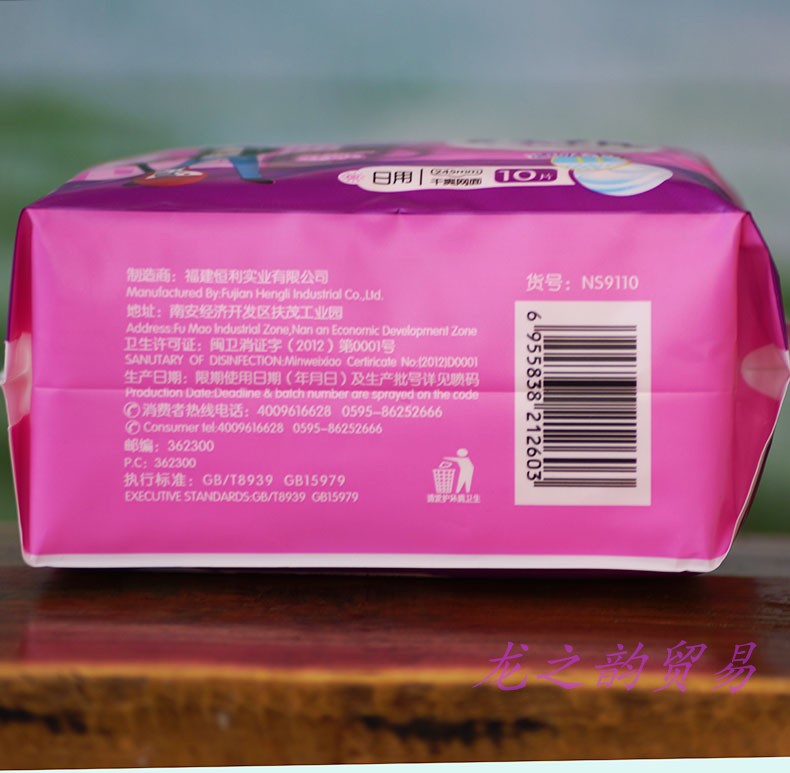 日用
245mm
干爽网面
10片
制造商：福建恒利实业有限公司
Manufactured By:Fujian Hengli Industrial Co.,Ltd.
地址：南安经济开发区扶茂工业园
Address:Fu Mao Industrial Zone,Nan an Economic Development Zone
卫生许可证：闽卫消证字（2012）第0001号
SANUTARY OF DISINFECTION:Minweixiao Certiricate No:[2012]D0001
生产日期：限期使用日期（年月日）及生产批号详见喷码
Production Date:Deadline & batch number are sprayed on the code
消费者热线电话：4009616628 0595-86252666
Consumer tel:4009616628 0595-86252666
邮编：362300
P.C：362300
执行标准：GB/T8939 GB15979
EXECUTIVE STANDARDS:GB/T8939 GB15979
货号：NS9110
6 955838 212603
请爱护环境卫生
龙之韵贸易